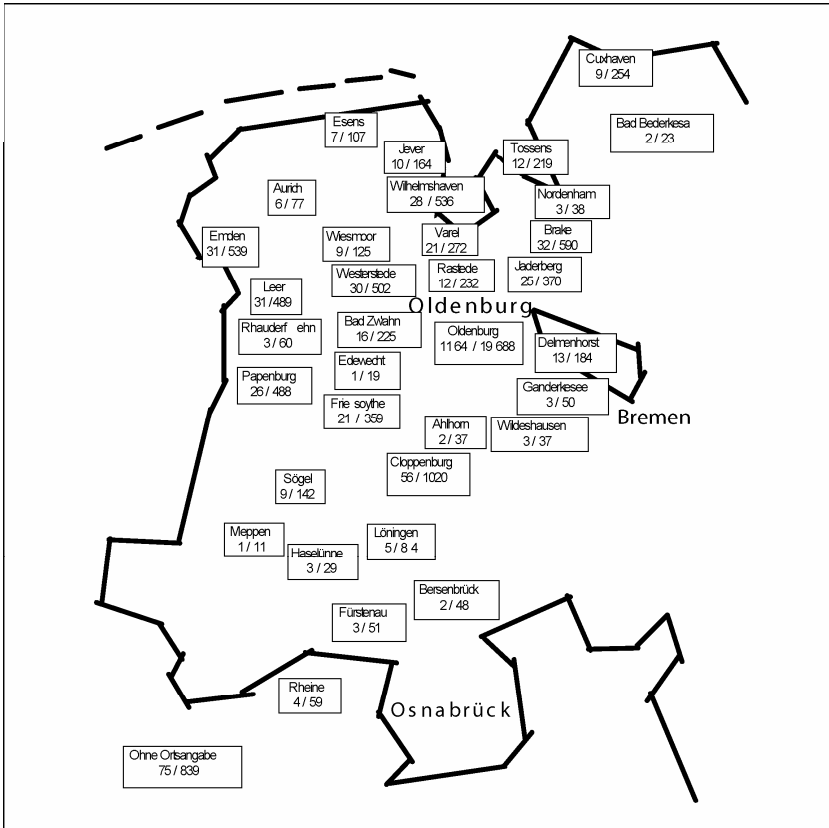 Cuxhaven
9 / 254
Bad Bederkesa
2 / 23
Esens
7 / 107
Jever
10 / 164
Tossens
12 / 219
Aurich
6 / 77
Wilhelmshaven
28 / 536
Nordenham
3 / 38
Emden
31 / 539
Wiesmoor
9 / 125
Varel
21 / 272
Brake
32 / 590
Westerstede
30 / 502
Rastede
12 / 232
Jaderberg
25 / 370
Leer
31 / 489
Oldenburg
Rhauderf ehn
3 / 60
Bad Zw'ahn
16 / 225
Oldenburg
11 64 / 19 688
Delmenhorst
13 / 184
Edewecht
1 / 19
Papenburg
26 / 488
Ganderkesee
3 / 50
Frie soythe
21 / 359
Bremen
Ahlhorn
2 / 37
Wildeshausen
3 / 37
Cloppenburg
56 / 1020
Sögel
9 / 142
Meppen
1 / 11
Löningen
5 / 8 4
Haselünne
3 / 29
Bersenbrück
2 / 48
Fürstenau
3 / 51
Rheine
4 / 59
Osnabrück
Ohne Ortsangabe
75 / 839